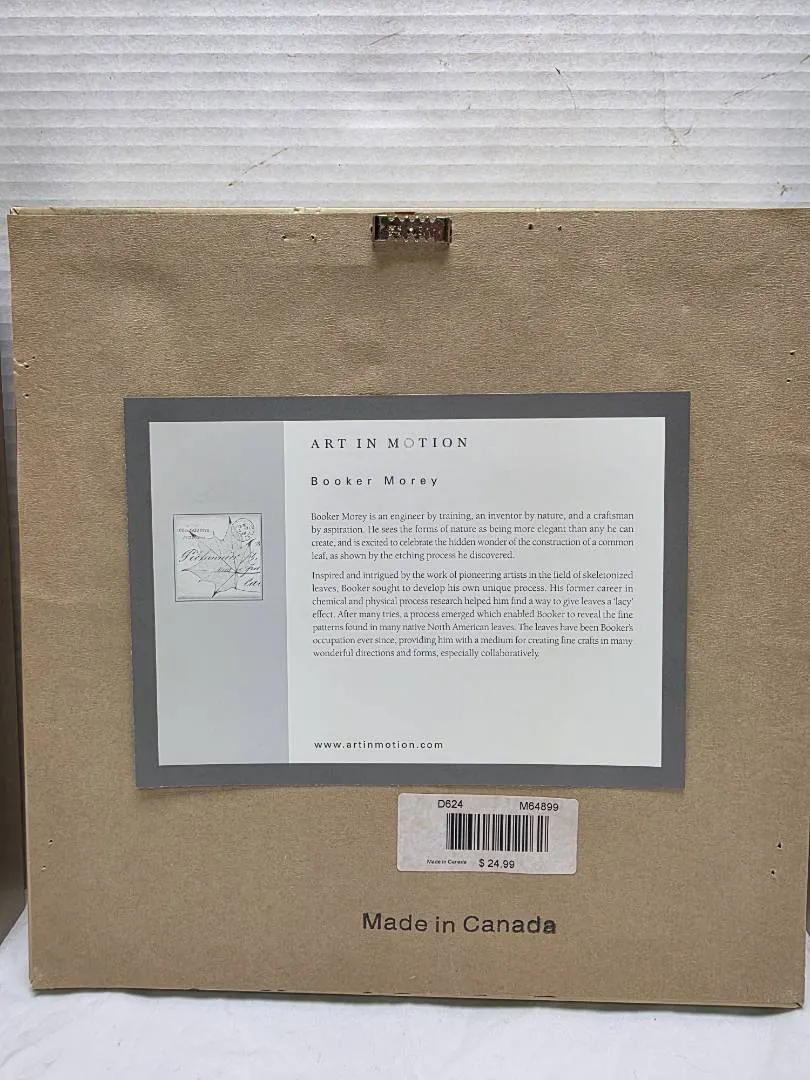 ART IN MOTION
Booker Morey
Booker Morey is an engineer by training, an inventor by nature, and a craftsman
by aspiration. He sees the forms of nature as being more elegant than any he can
create, and is excited to celebrate the hidden wonder of the construction of a common
leaf, as shown by the etching process he discovered.
Inspired and intrigued by the work of pioneering artists in the field of skeletonized
leaves, Booker sought to develop his own unique process. His former career in
chemical and physical process research helped him find a way to give leaves a 'lacy'
effect. After many tries, a process emerged which enabled Booker to reveal the fine
patterns found in many native North American leaves. The leaves have been Booker's
occupation ever since, providing him with a medium for creating fine crafts in many
wonderful directions and forms, especially collaboratively.
www.artinmotion.com
D624 M64899
Made in Canada $ 24.99
Made in Canada